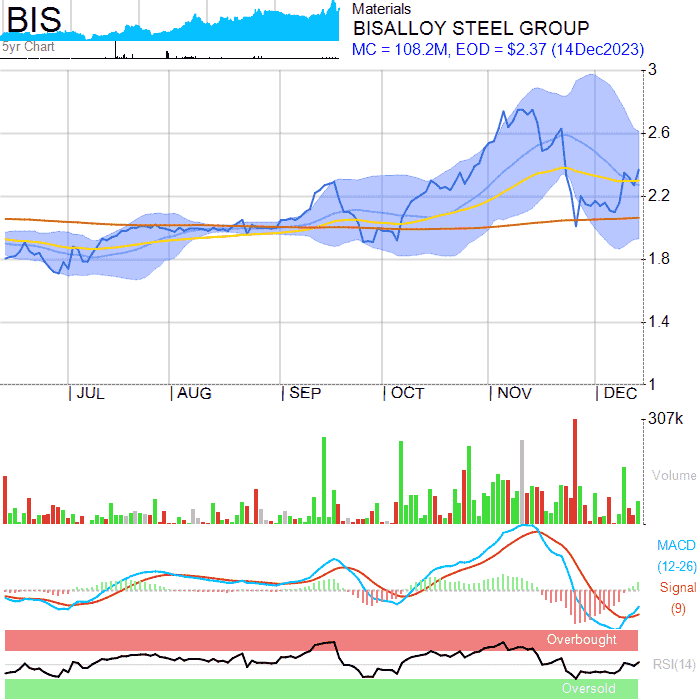 BIS
5yr Chart
Materials
BISALLOY STEEL GROUP
MC = 108.2M, EOD = $2.37 (14Dec2023)
3
2.6
2.2
1.8
1.4
1
JUL AUG SEP OCT NOV DEC
307k
Volume
MACD
(12-26)
Signal
(9)
Overbought
RSI(14)
Oversold